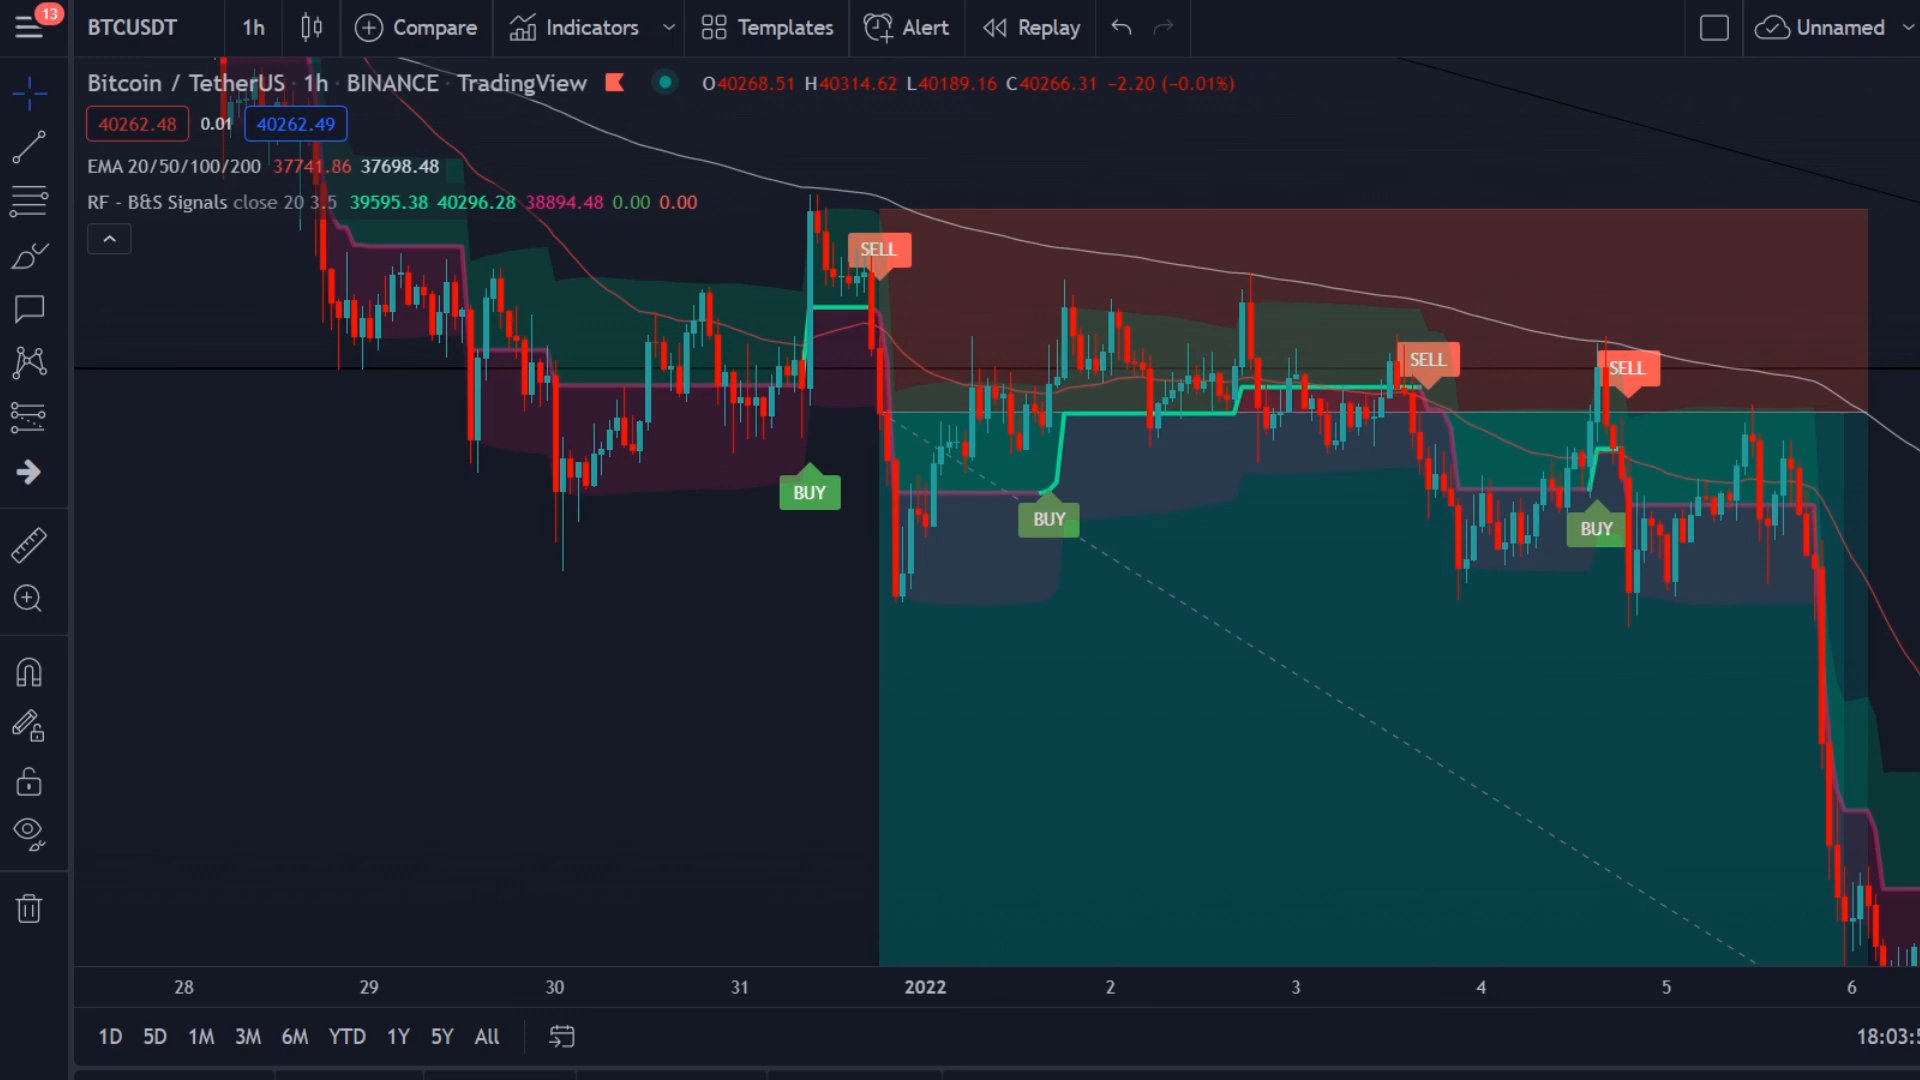 13
BTCUSDT 1h Compare Indicators Templates Alert Replay Unnamed
Bitcoin / TetherUS · 1h · BINANCE · TradingView O40268.51 H40314.62 L40189.16 C40266.31 −2.20 (−0.01%)
40262.48 0.01 40262.49
EMA 20/50/100/200 37741.86 37698.48
RF - B&S Signals close 20 3.5 39595.38 40296.28 38894.48 0.00 0.00
SELL
SELL
SELL
BUY
BUY
BUY
28 29 30 31 2022 2 3 4 5 6
1D 5D 1M 3M 6M YTD 1Y 5Y All 18:03:5